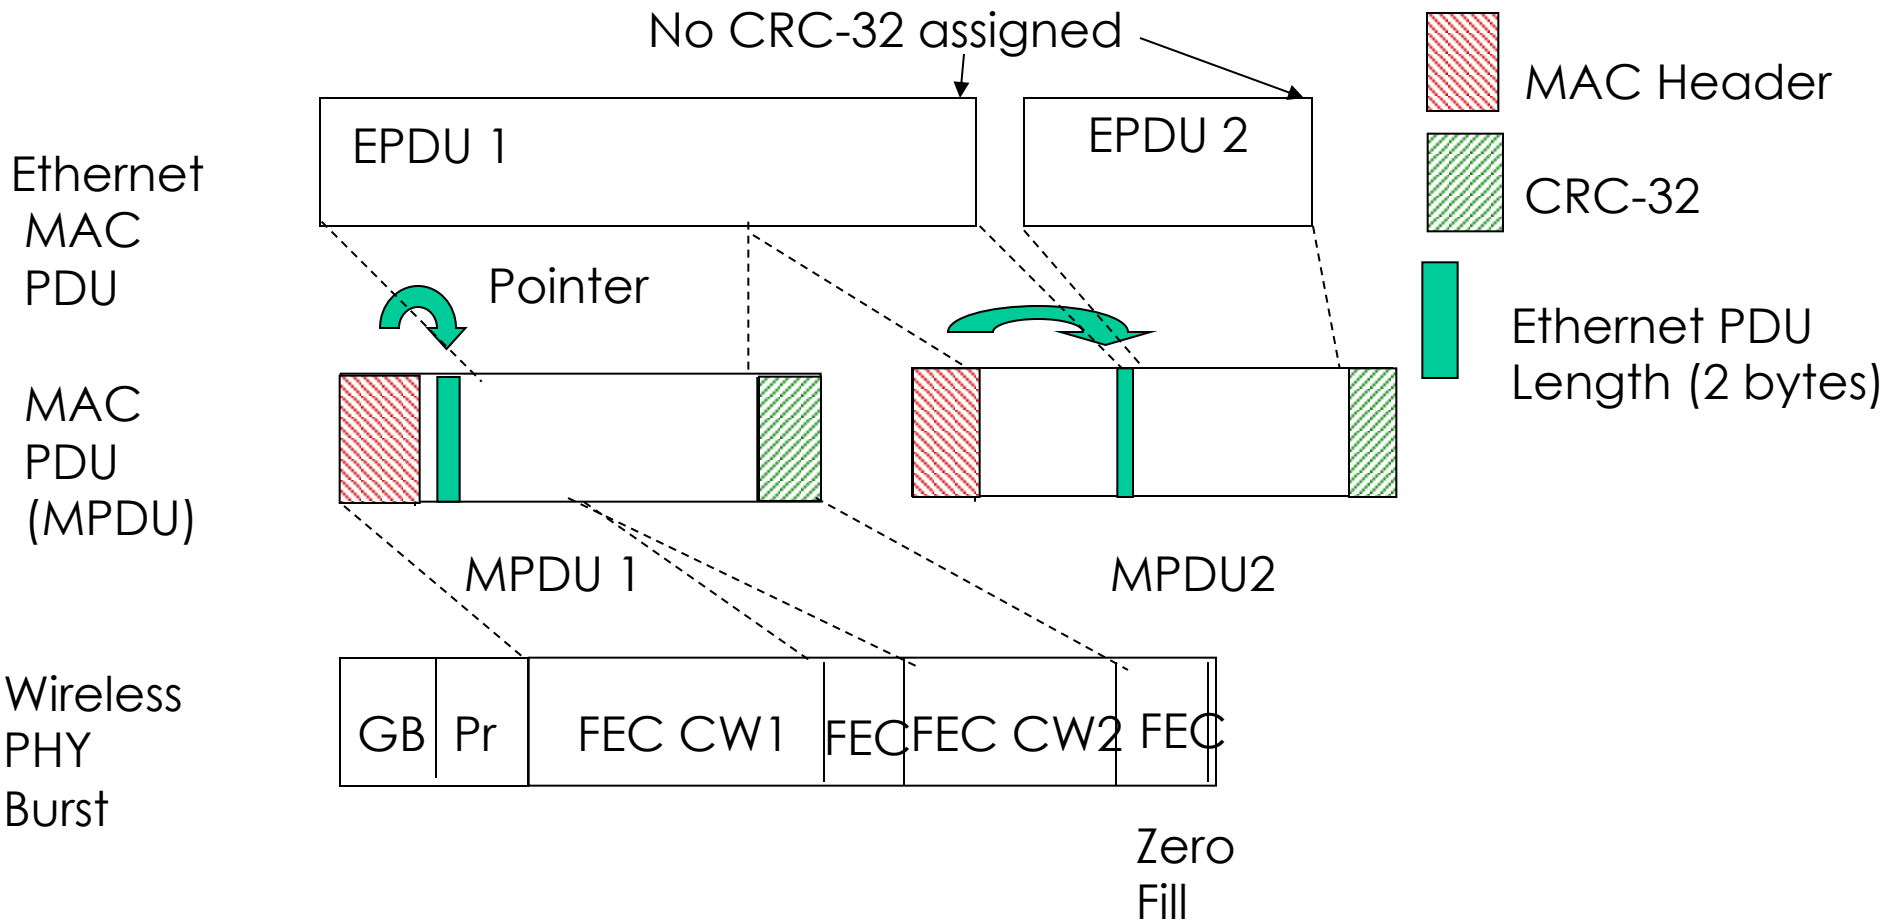 No CRC-32 assigned
MAC Header
EPDU 1
EPDU 2
Ethernet
MAC
PDU
CRC-32
Pointer
Ethernet PDU
Length (2 bytes)
MAC
PDU
(MPDU)
MPDU 1
MPDU2
Wireless
PHY
Burst
GB
Pr
FEC CW1
FEC
FEC CW2
FEC
Zero
Fill